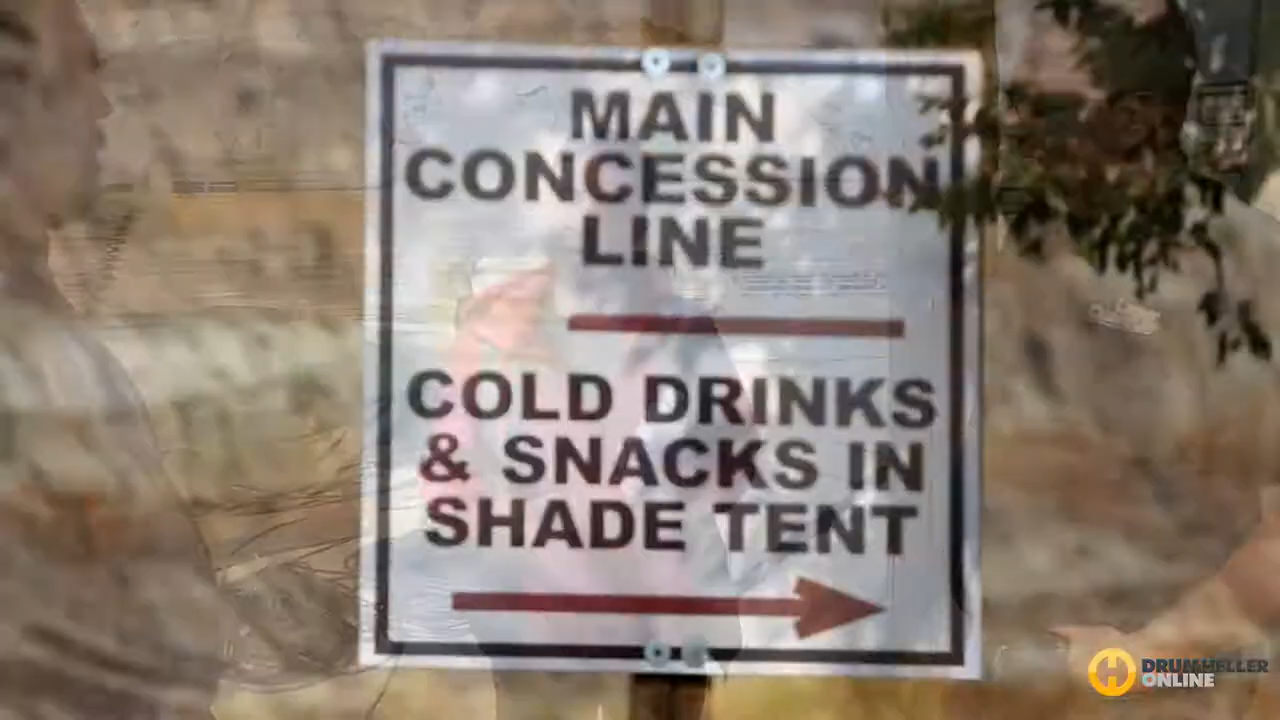 MAIN
CONCESSION
LINE
COLD DRINKS
& SNACKS IN
SHADE TENT
DRUMHELLER
ONLINE